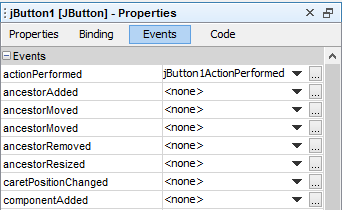 jButton1 [JButton] - Properties
Properties Binding Events Code
Events
actionPerformed jButton1ActionPerformed ...
ancestorAdded <none> ...
ancestorMoved <none> ...
ancestorMoved <none> ...
ancestorRemoved <none> ...
ancestorResized <none> ...
caretPositionChanged <none> ...
componentAdded <none> ...